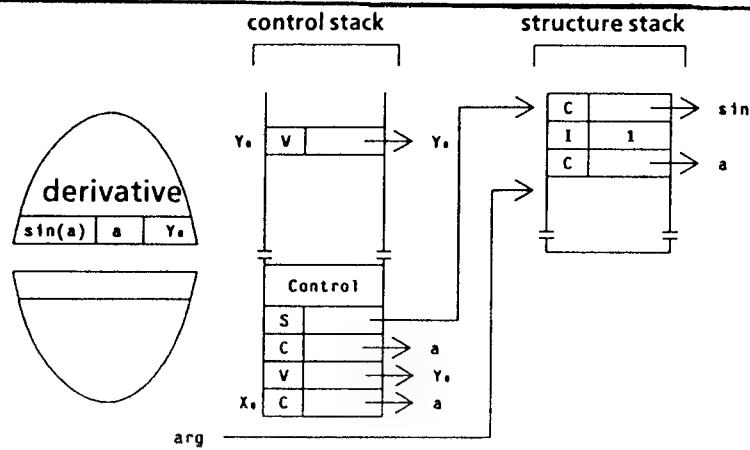 control stack
structure stack
C
sin
Y₀ V Y₀
I 1
C a
derivative
sin(a) a Y₀
Control
S
C a
V Y₀
X₀ C a
arg